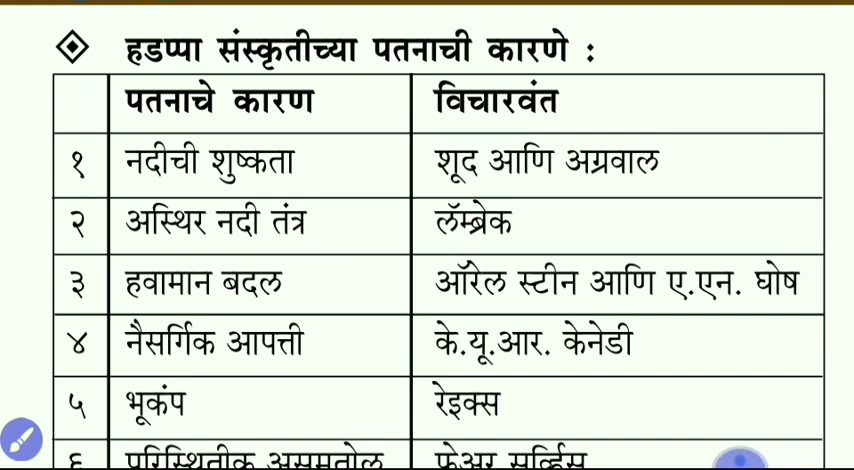 हडप्पा संस्कृतीच्या पतनाची कारणे :
पतनाचे कारण विचारवंत
१ नदीची शुष्कता शूद आणि अग्रवाल
२ अस्थिर नदी तंत्र लॅम्ब्रेक
३ हवामान बदल ऑरेल स्टीन आणि ए.एन. घोष
४ नैसर्गिक आपत्ती के.यू.आर. केनेडी
५ भूकंप रेइक्स
६ परिस्थितीक असमतोल फेअर सर्व्हिस